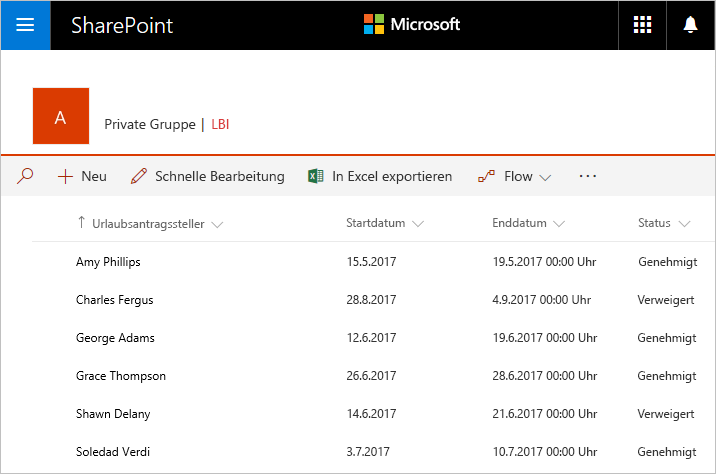 SharePoint Microsoft
A
Private Gruppe | LBI
Neu Schnelle Bearbeitung In Excel exportieren Flow ···
↑ Urlaubsantragssteller Startdatum Enddatum Status
Amy Phillips 15.5.2017 19.5.2017 00:00 Uhr Genehmigt
Charles Fergus 28.8.2017 4.9.2017 00:00 Uhr Verweigert
George Adams 12.6.2017 19.6.2017 00:00 Uhr Genehmigt
Grace Thompson 26.6.2017 28.6.2017 00:00 Uhr Genehmigt
Shawn Delany 14.6.2017 21.6.2017 00:00 Uhr Verweigert
Soledad Verdi 3.7.2017 10.7.2017 00:00 Uhr Genehmigt